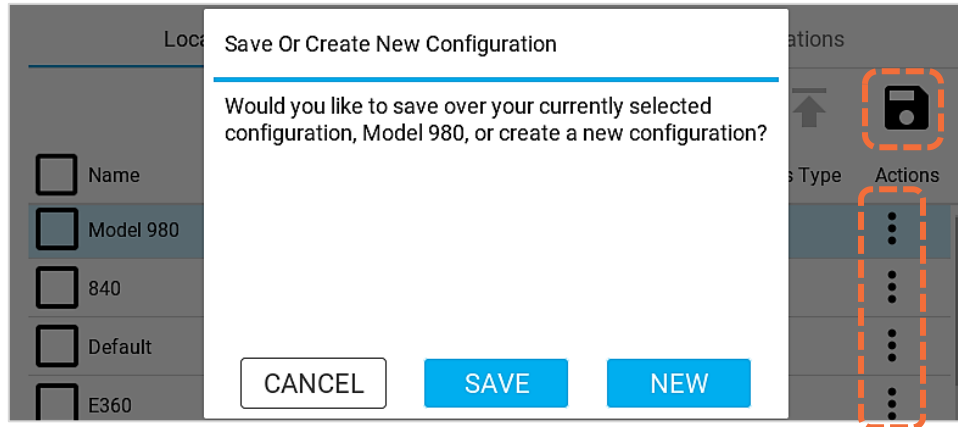 Loca
ations
Save Or Create New Configuration
Would you like to save over your currently selected
configuration, Model 980, or create a new configuration?
Name
s Type
Actions
Model 980
840
Default
E360
CANCEL
SAVE
NEW